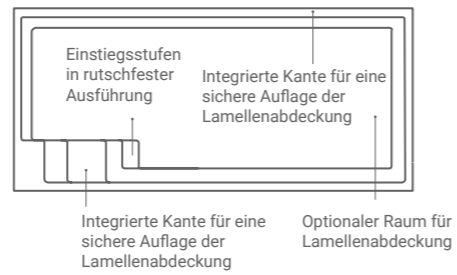 Einstiegsstufen
in rutschfester
Ausführung
Integrierte Kante für eine
sichere Auflage der
Lamellenabdeckung
Integrierte Kante für eine
sichere Auflage der
Lamellenabdeckung
Optionaler Raum für
Lamellenabdeckung